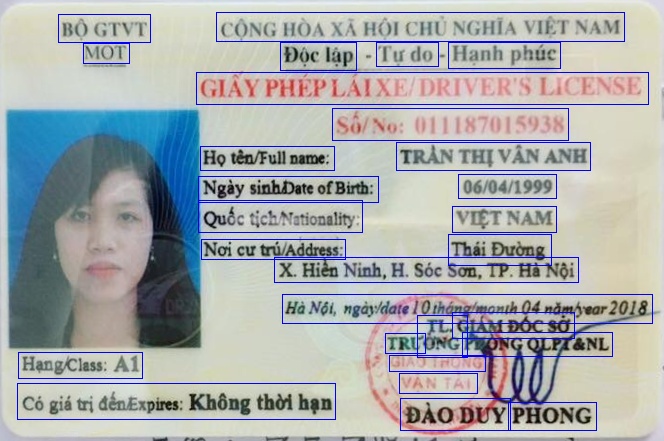 BỘ GTVT
MOT
CỘNG HÒA XÃ HỘI CHỦ NGHĨA VIỆT NAM
Độc lập - Tự do - Hạnh phúc
GIẤY PHÉP LÁI XE/ DRIVER'S LICENSE
Số/No: 011187015938
Họ tên/Full name: TRẦN THỊ VÂN ANH
Ngày sinh/Date of Birth: 06/04/1999
Quốc tịch/Nationality: VIỆT NAM
Nơi cư trú/Address: Thái Đường
X. Hiền Ninh, H. Sóc Sơn, TP. Hà Nội
Hà Nội, ngày/date 10 tháng/month 04 năm/year 2018
TL. GIÁM ĐỐC SỞ
TRƯỞNG PHÒNG QLPT&NL
GIAO THÔNG
VẬN TẢI
Hạng/Class: A1
Có giá trị đến/Expires: Không thời hạn
ĐÀO DUY PHONG